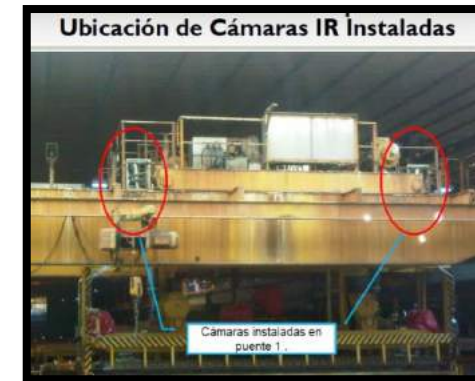 Ubicación de Cámaras IR Instaladas
Cámaras instaladas en
puente 1 .